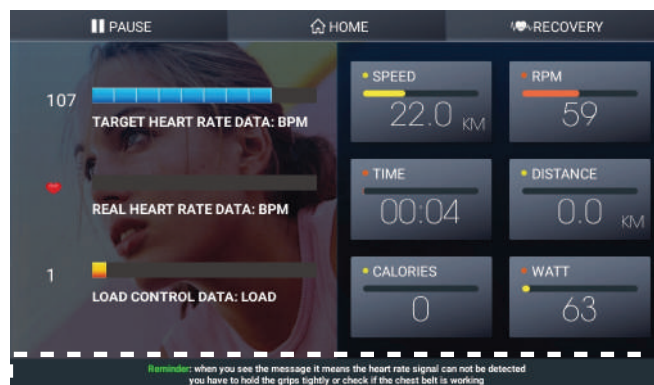 PAUSE
HOME
RECOVERY
107
TARGET HEART RATE DATA: BPM
REAL HEART RATE DATA: BPM
1
LOAD CONTROL DATA: LOAD
SPEED
22.0 KM
RPM
59
TIME
00:04
DISTANCE
0.0 KM
CALORIES
0
WATT
63
Reminder: when you see the message it means the heart rate signal can not be detected
you have to hold the grips tightly or check if the chest belt is working